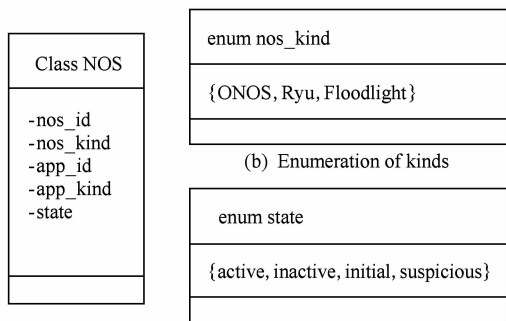 Class NOS
-nos_id
-nos_kind
-app_id
-app_kind
-state
enum nos_kind
{ONOS, Ryu, Floodlight}
(b) Enumeration of kinds
enum state
{active, inactive, initial, suspicious}